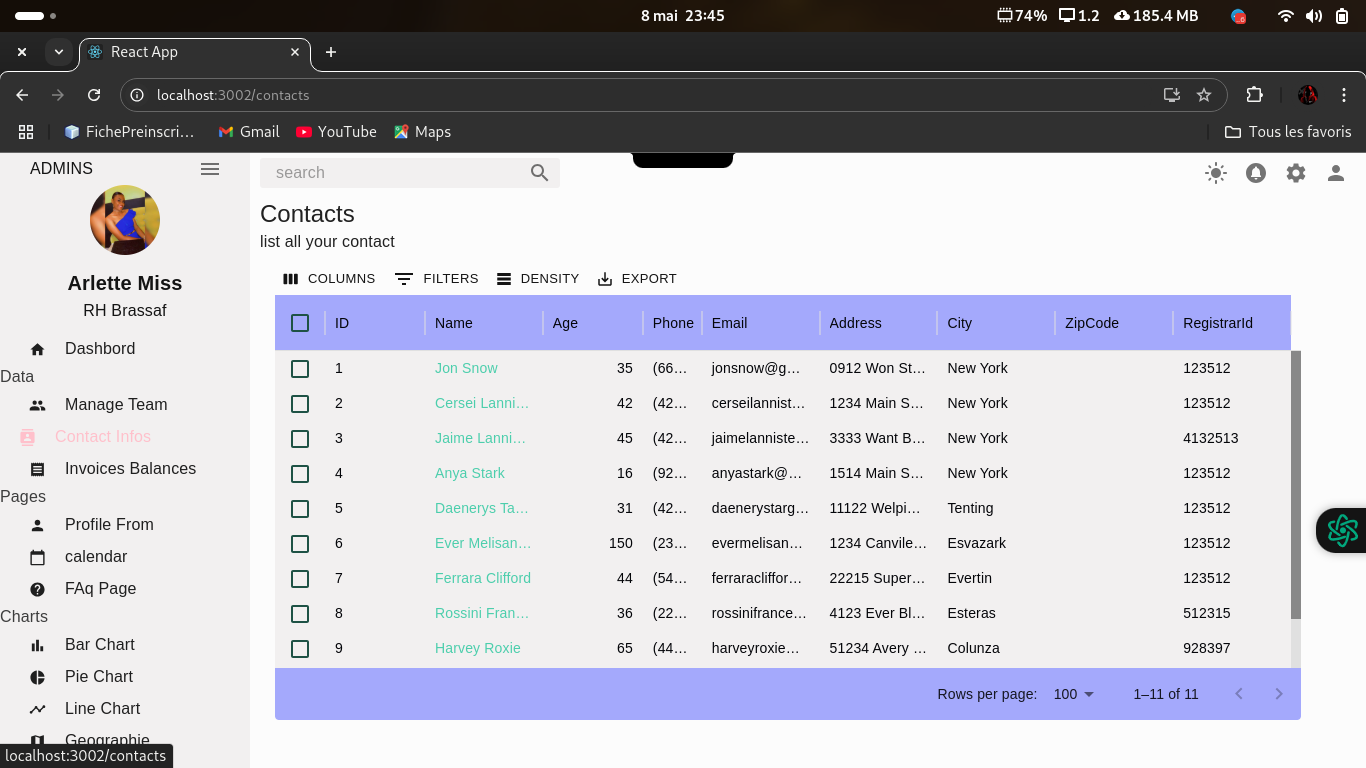 8 mai 23:45 74% 1.2 185.4 MB
React App
localhost:3002/contacts
FichePreinscri… Gmail YouTube Maps Tous les favoris
ADMINS search
Arlette Miss
RH Brassaf
Dashbord
Data
Manage Team
Contact Infos
Invoices Balances
Pages
Profile From
calendar
FAq Page
Charts
Bar Chart
Pie Chart
Line Chart
Geographie
localhost:3002/contacts
Contacts
list all your contact
COLUMNS FILTERS DENSITY EXPORT
ID Name Age Phone Email Address City ZipCode RegistrarId
1 Jon Snow 35 (66… jonsnow@g… 0912 Won St… New York 123512
2 Cersei Lanni… 42 (42… cerseilannist… 1234 Main S… New York 123512
3 Jaime Lanni… 45 (42… jaimelanniste… 3333 Want B… New York 4132513
4 Anya Stark 16 (92… anyastark@… 1514 Main S… New York 123512
5 Daenerys Ta… 31 (42… daenerystarg… 11122 Welpi… Tenting 123512
6 Ever Melisan… 150 (23… evermelisan… 1234 Canvile… Esvazark 123512
7 Ferrara Clifford 44 (54… ferraracliffor… 22215 Super… Evertin 123512
8 Rossini Fran… 36 (22… rossinifrance… 4123 Ever Bl… Esteras 512315
9 Harvey Roxie 65 (44… harveyroxie… 51234 Avery … Colunza 928397
Rows per page: 100 1–11 of 11